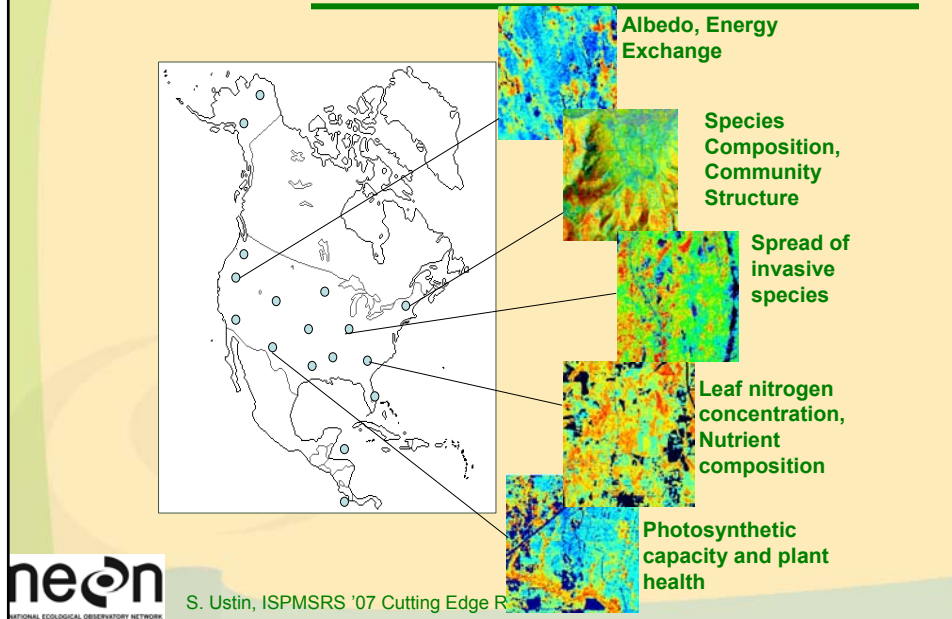 Albedo, Energy
Exchange
Species
Composition,
Community
Structure
Spread of
invasive
species
Leaf nitrogen
concentration,
Nutrient
composition
Photosynthetic
capacity and plant
health
neon
NATIONAL ECOLOGICAL OBSERVATORY NETWORK
S. Ustin, ISPMSRS '07 Cutting Edge R